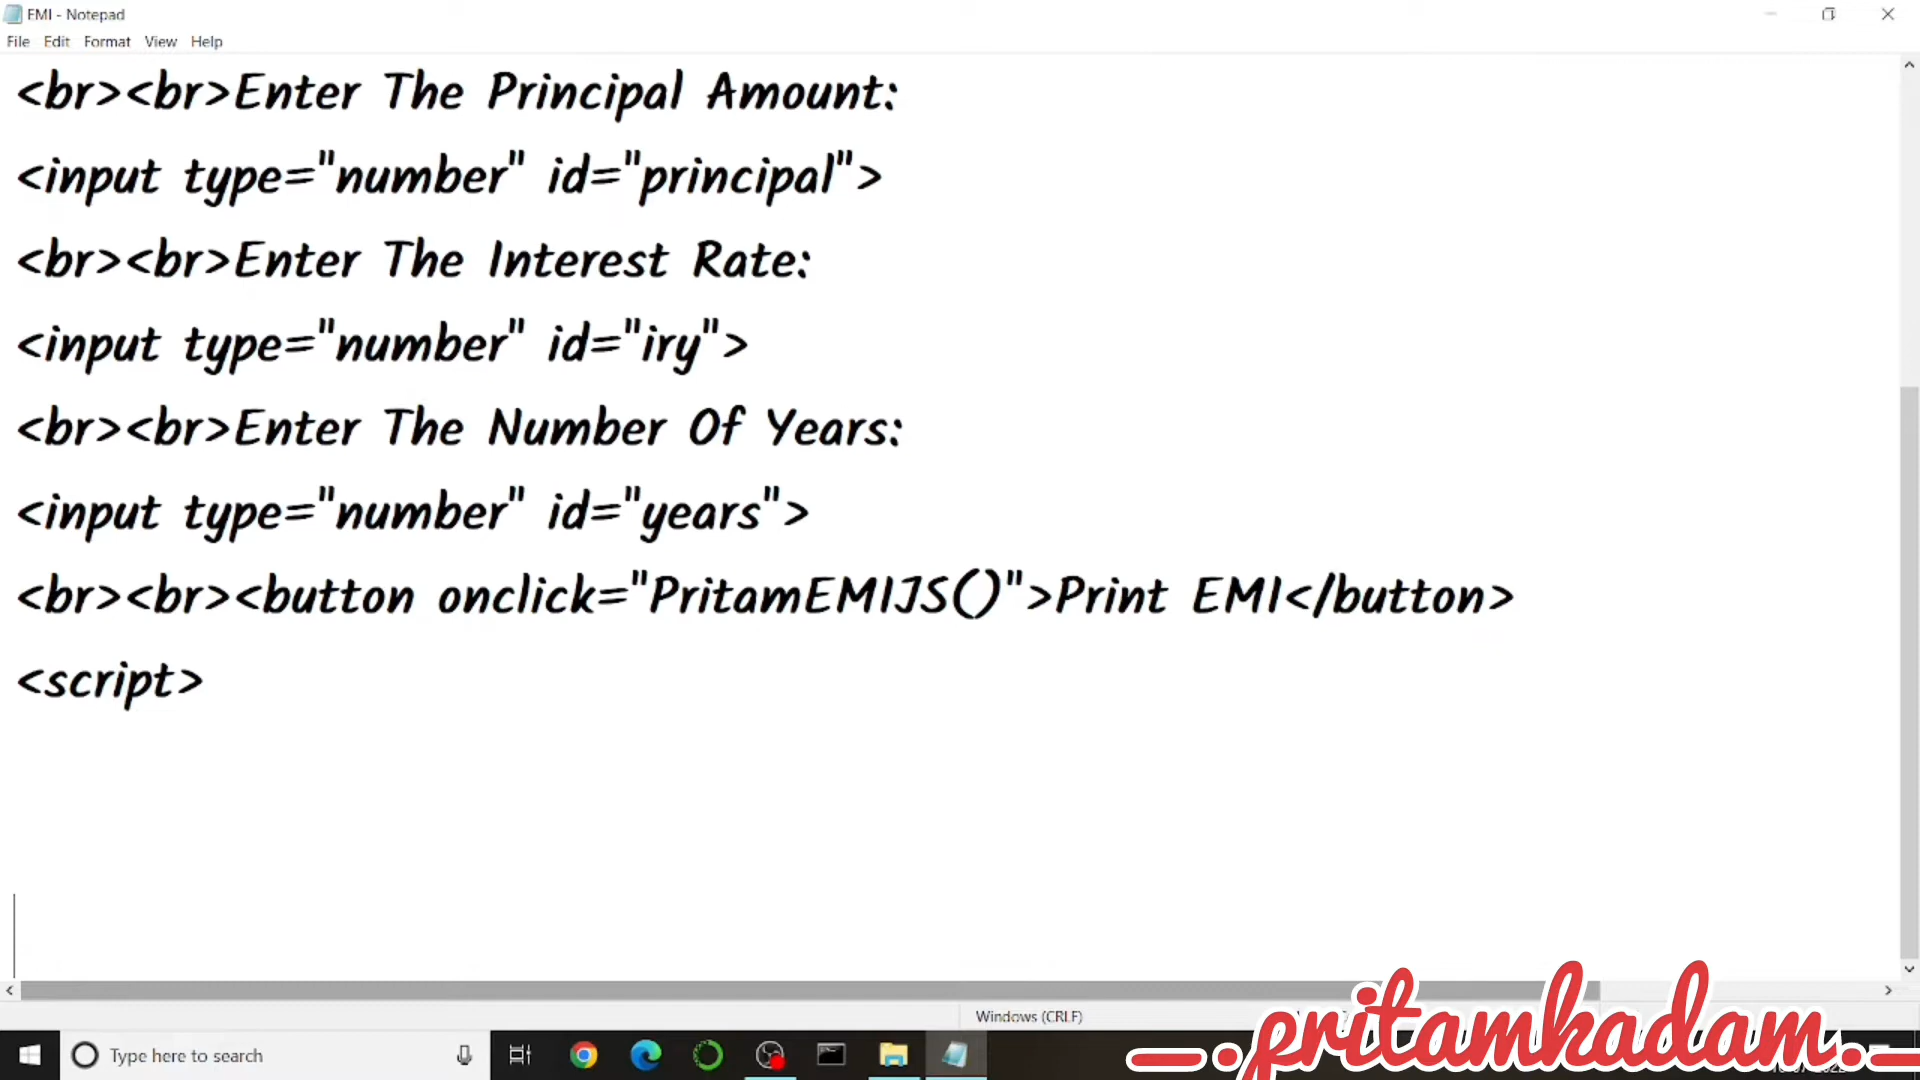 EMI - Notepad
File Edit Format View Help
<br><br>Enter The Principal Amount:
<input type="number" id="principal">
<br><br>Enter The Interest Rate:
<input type="number" id="iry">
<br><br>Enter The Number Of Years:
<input type="number" id="years">
<br><br><button onclick="PritamEMIJS()">Print EMI</button>
<script>
Windows (CRLF)
Type here to search
_.pritamkadam._